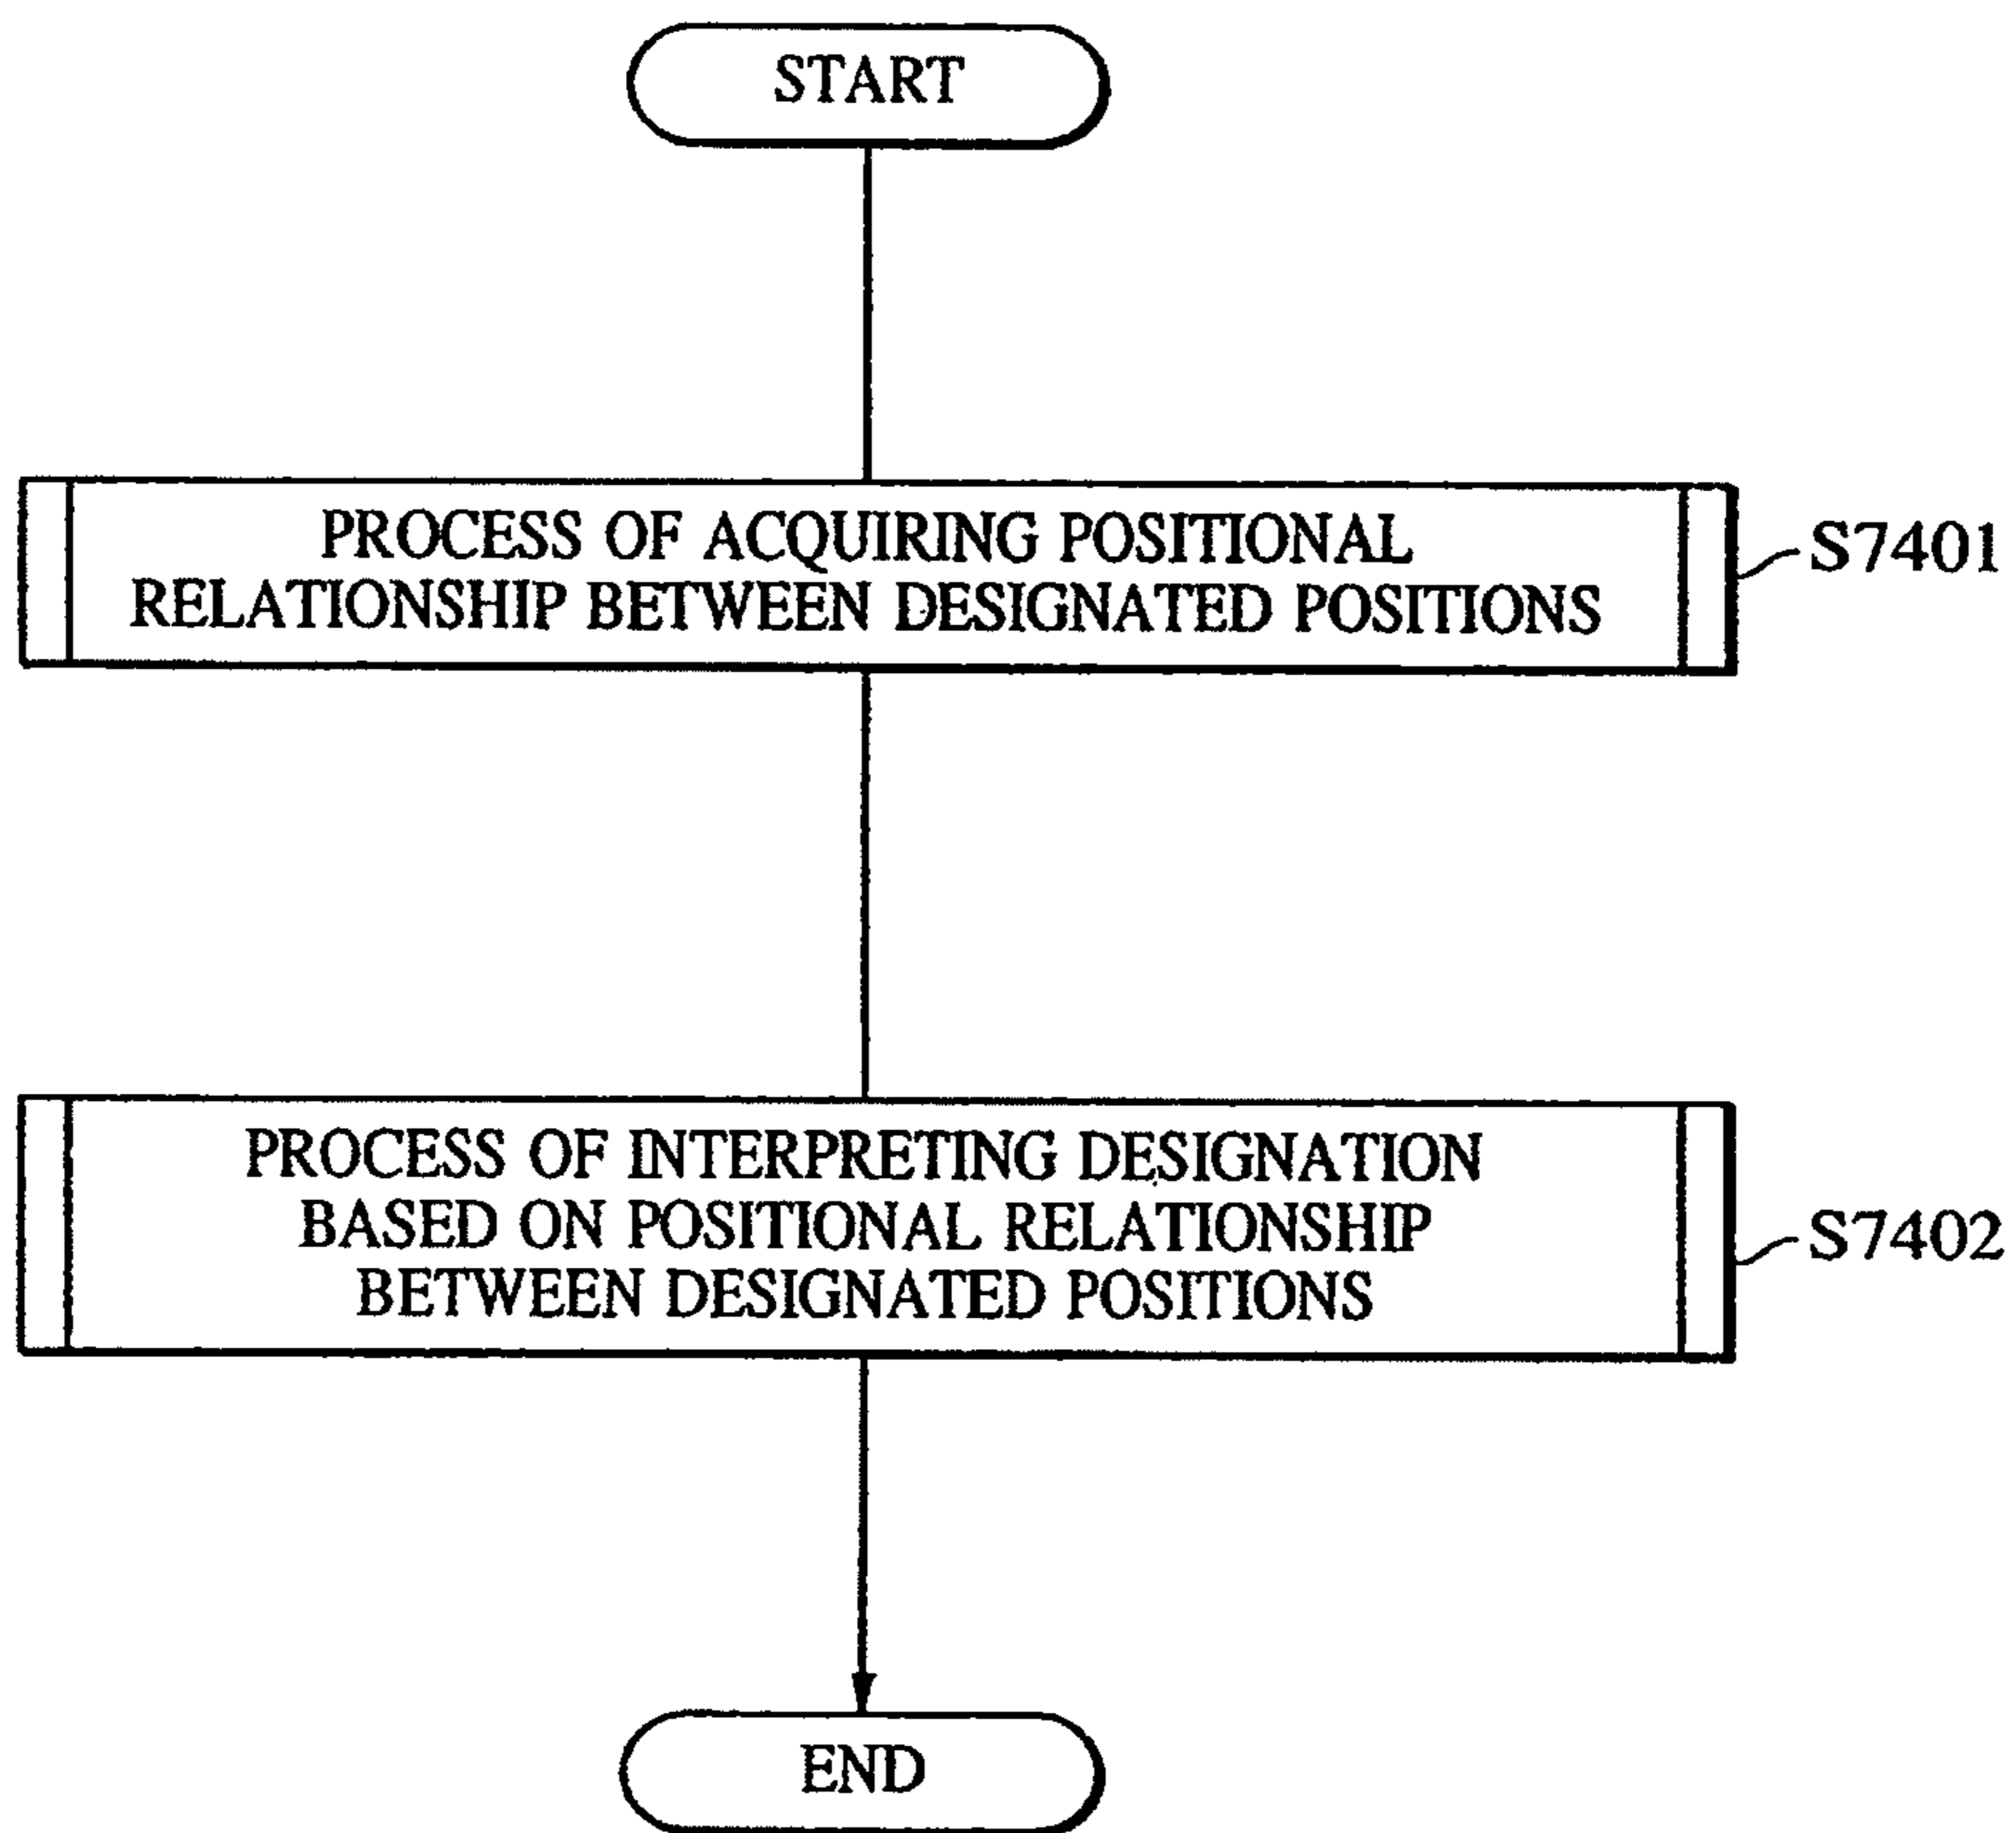 START
PROCESS OF ACQUIRING POSITIONAL
RELATIONSHIP BETWEEN DESIGNATED POSITIONS
S7401
PROCESS OF INTERPRETING DESIGNATION
BASED ON POSITIONAL RELATIONSHIP
BETWEEN DESIGNATED POSITIONS
S7402
END